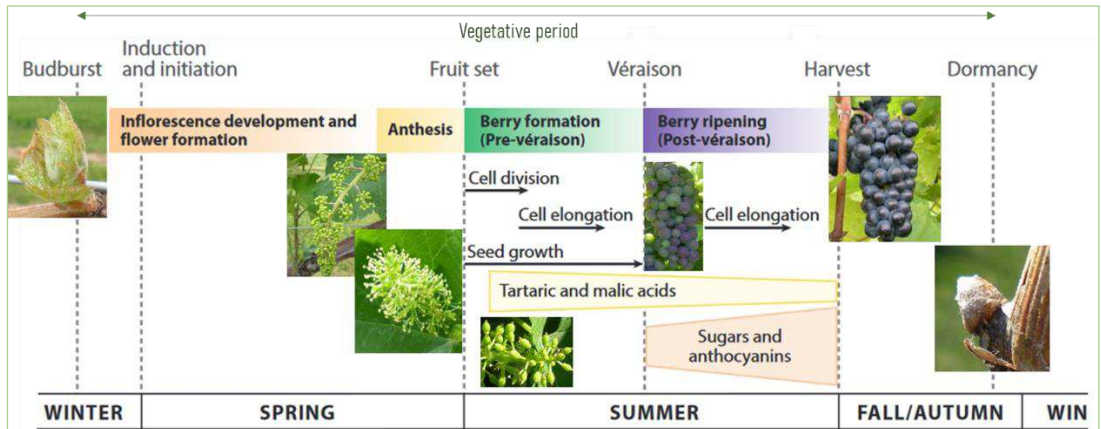 Vegetative period
Budburst
Induction
and initiation
Fruit set
Véraison
Harvest
Dormancy
Inflorescence development and
flower formation
Anthesis
Berry formation
(Pre-véraison)
Berry ripening
(Post-véraison)
Cell division
Cell elongation
Cell elongation
Seed growth
Tartaric and malic acids
Sugars and
anthocyanins
WINTER
SPRING
SUMMER
FALL/AUTUMN
WIN